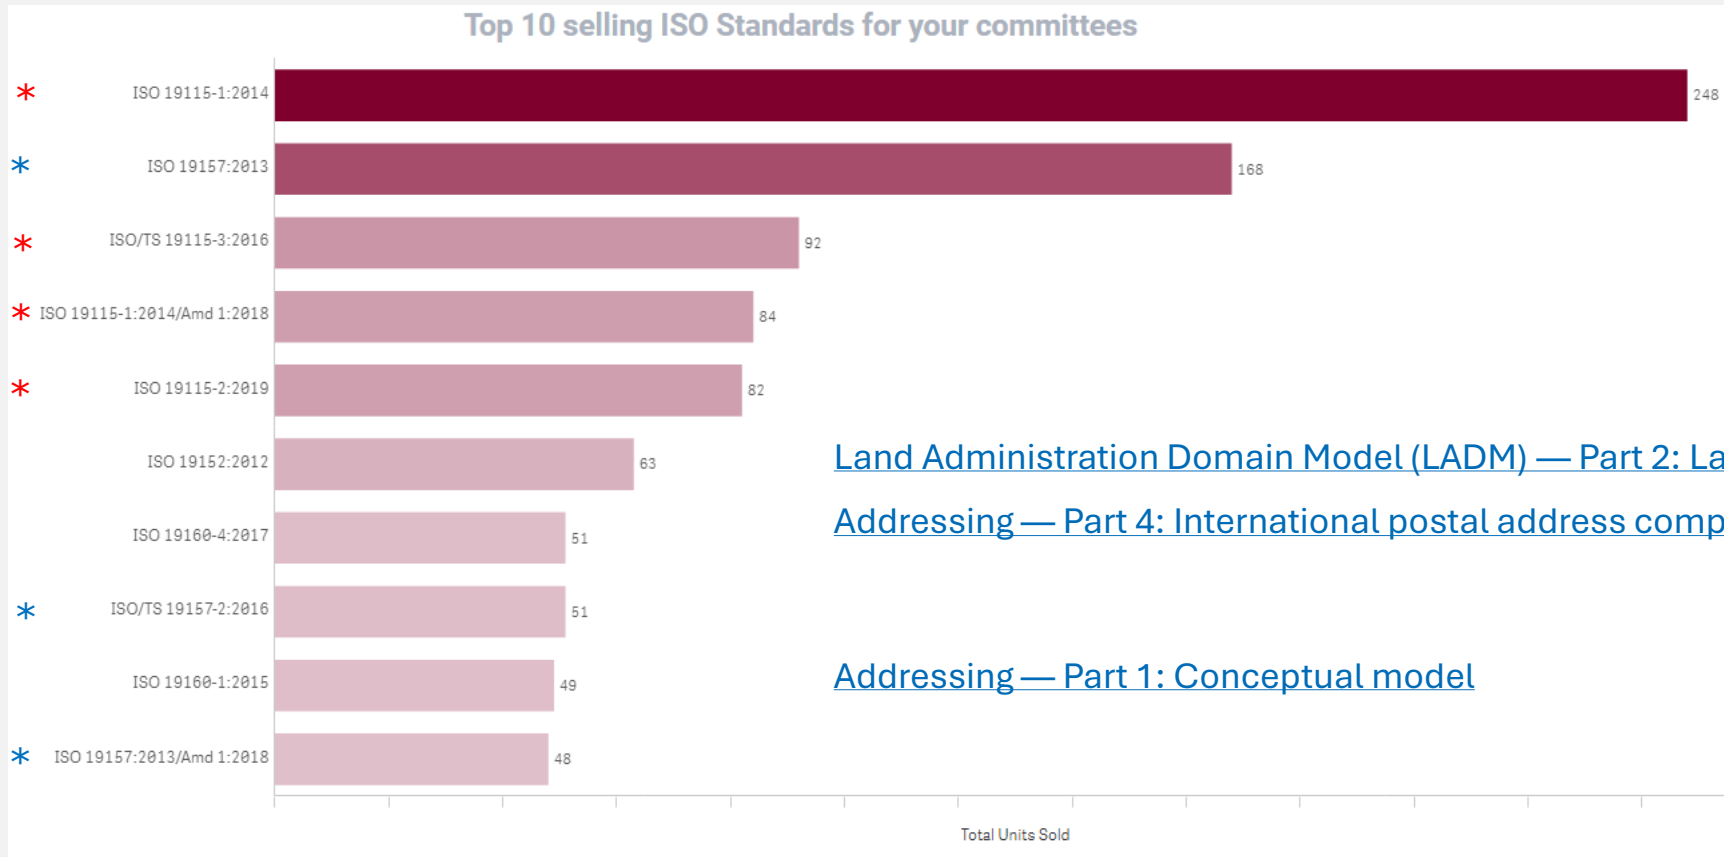 Top 10 selling ISO Standards for your committees
* ISO 19115-1:2014 248
* ISO 19157:2013 168
* ISO/TS 19115-3:2016 92
* ISO 19115-1:2014/Amd 1:2018 84
* ISO 19115-2:2019 82
ISO 19152:2012 63 Land Administration Domain Model (LADM) — Part 2: La
ISO 19160-4:2017 51 Addressing — Part 4: International postal address comp
* ISO/TS 19157-2:2016 51
ISO 19160-1:2015 49 Addressing — Part 1: Conceptual model
* ISO 19157:2013/Amd 1:2018 48
Total Units Sold